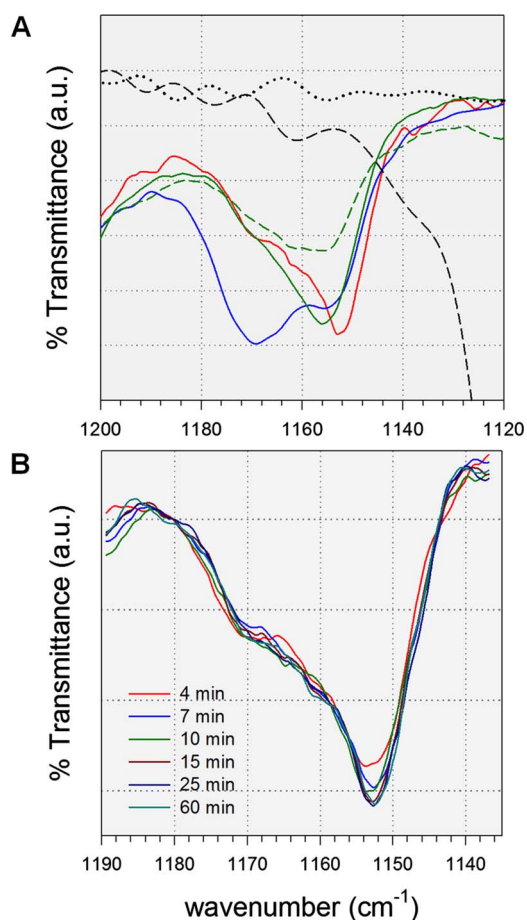 A
% Transmittance (a.u.)
1200 1180 1160 1140 1120
B
% Transmittance (a.u.)
4 min
7 min
10 min
15 min
25 min
60 min
1190 1180 1170 1160 1150 1140
wavenumber (cm⁻¹)